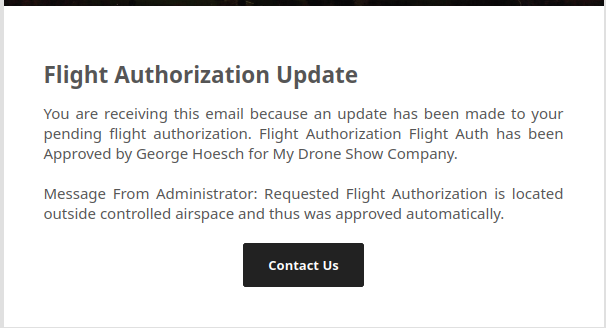 Flight Authorization Update
You are receiving this email because an update has been made to your
pending flight authorization. Flight Authorization Flight Auth has been
Approved by George Hoesch for My Drone Show Company.
Message From Administrator: Requested Flight Authorization is located
outside controlled airspace and thus was approved automatically.
Contact Us